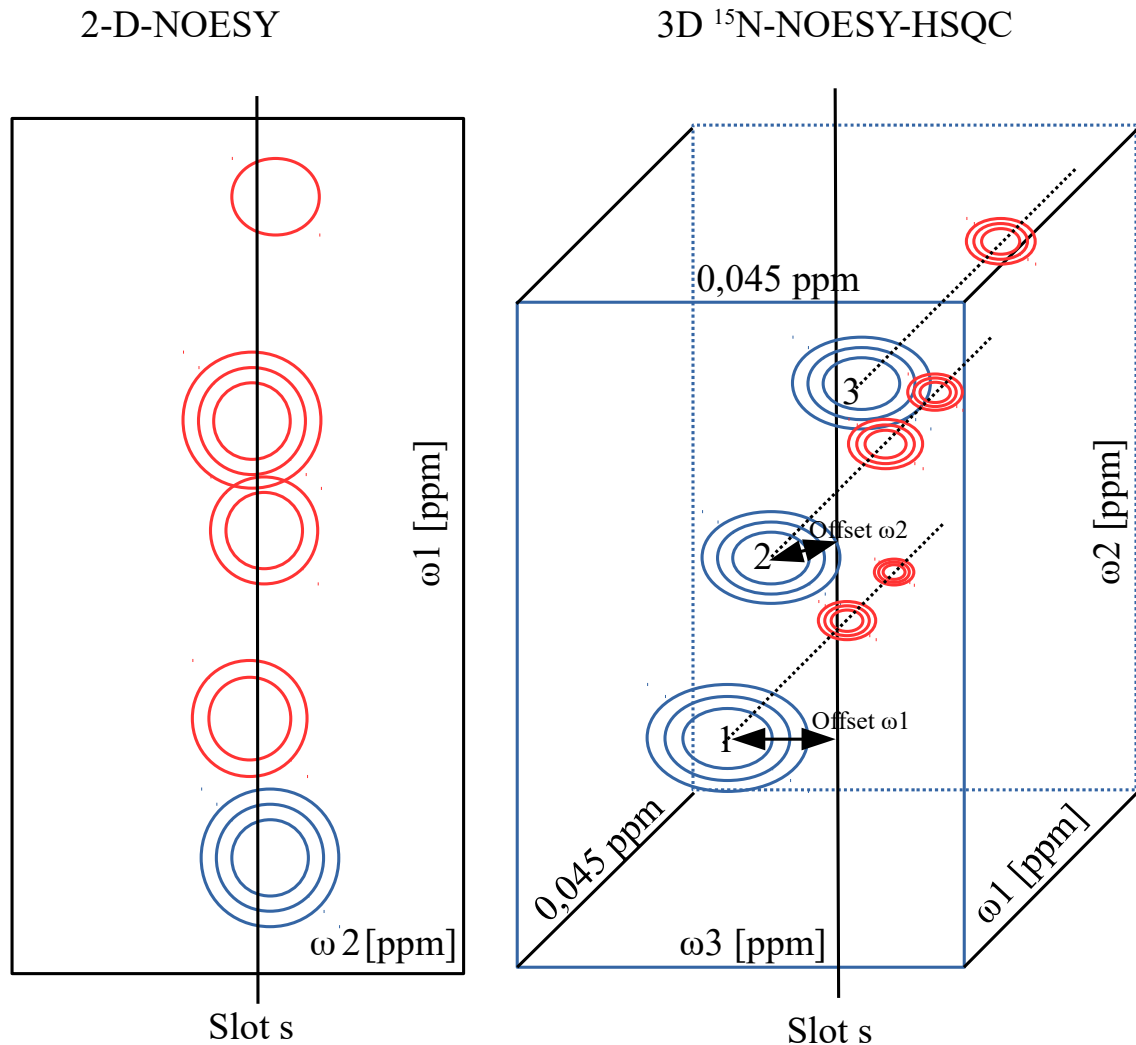 2-D-NOESY
3D ¹⁵N-NOESY-HSQC
0,045 ppm
3
ω1 [ppm]
Offset ω2
2
ω2 [ppm]
Offset ω1
1
0,045 ppm
ω1 [ppm]
ω 2 [ppm]
ω3 [ppm]
Slot s
Slot s